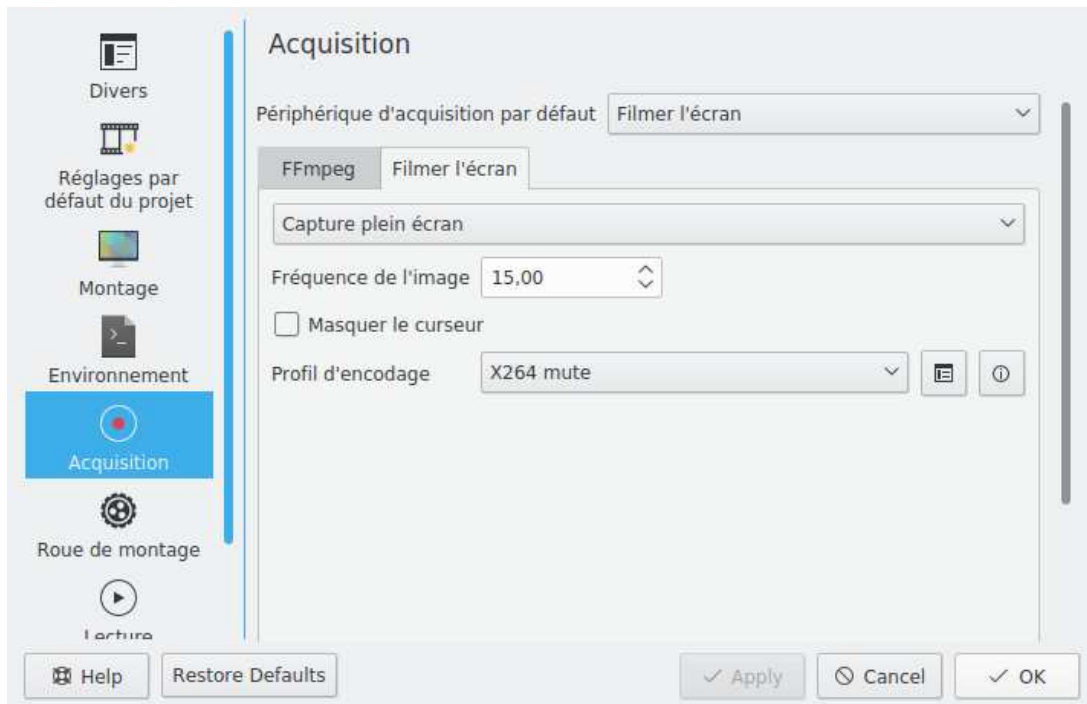 Divers
Réglages par
défaut du projet
Montage
Environnement
Acquisition
Roue de montage
Lecture
Acquisition
Périphérique d'acquisition par défaut Filmer l'écran
FFmpeg Filmer l'écran
Capture plein écran
Fréquence de l'image 15,00
Masquer le curseur
Profil d'encodage X264 mute
Help Restore Defaults Apply Cancel OK